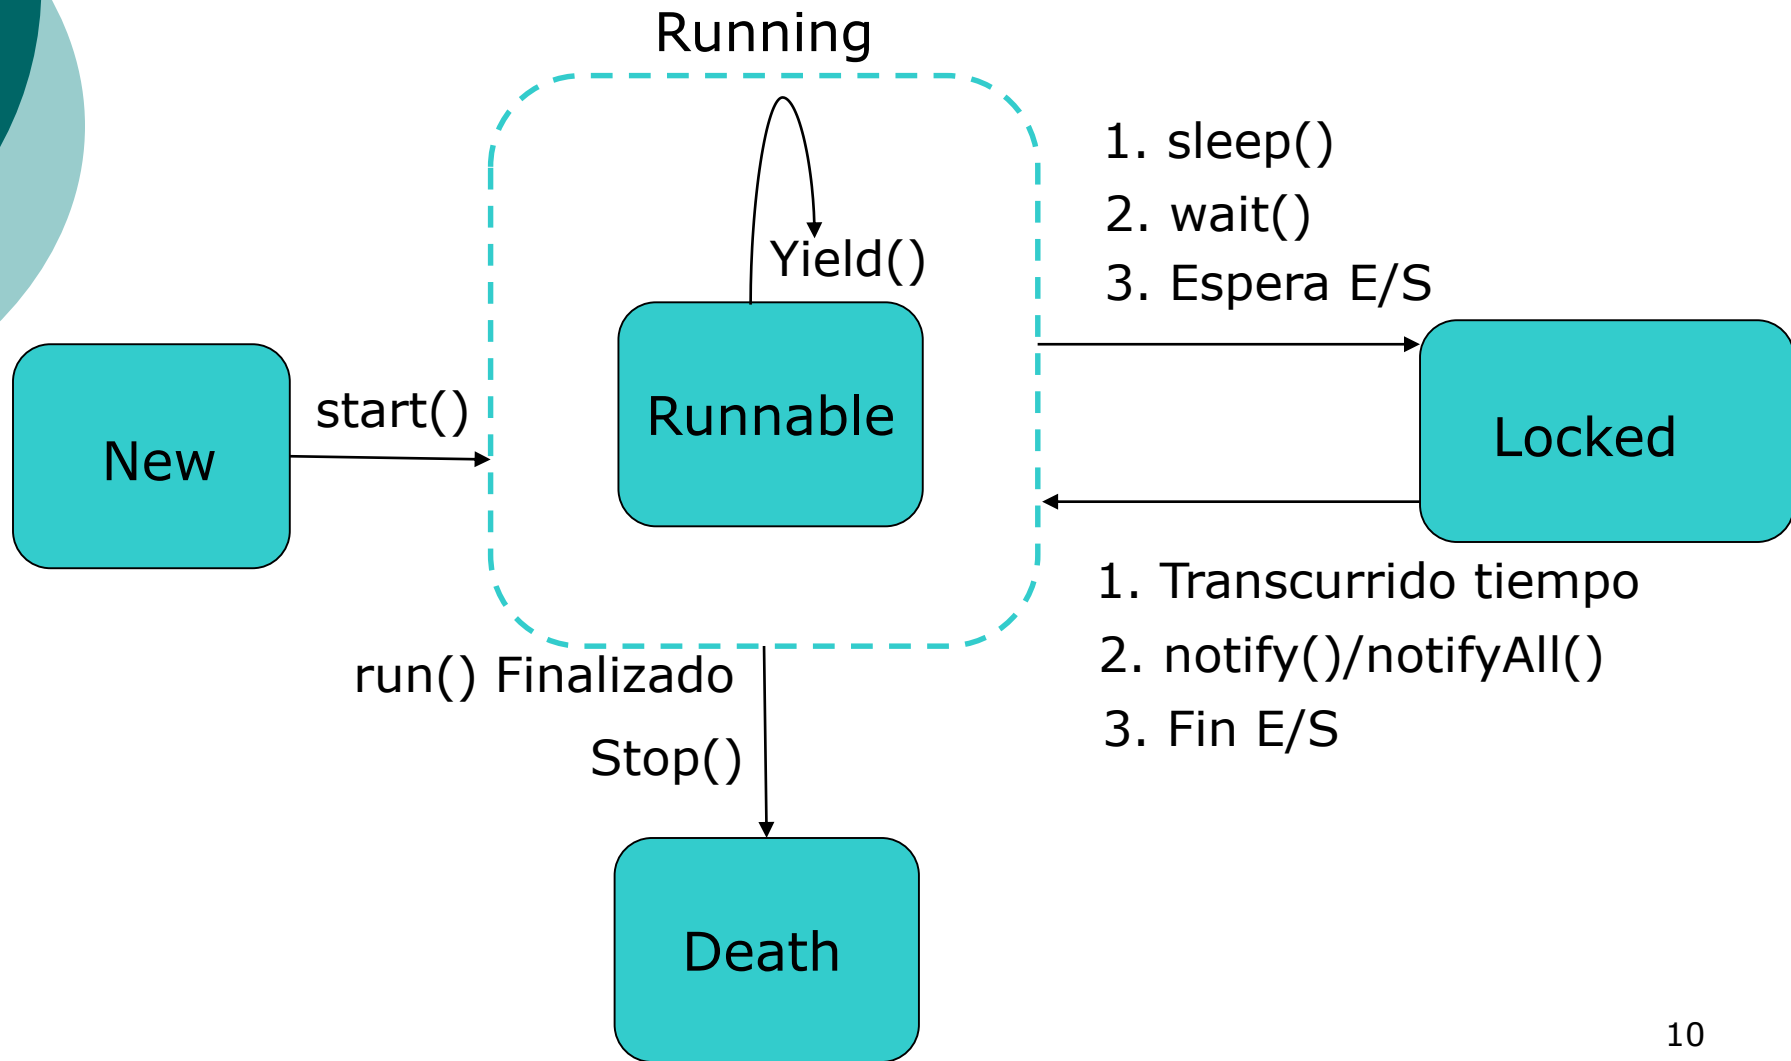 Running
1. sleep()
2. wait()
Yield()
3. Espera E/S
start()
Runnable
New
Locked
1. Transcurrido tiempo
2. notify()/notifyAll()
3. Fin E/S
run() Finalizado
Stop()
Death
10